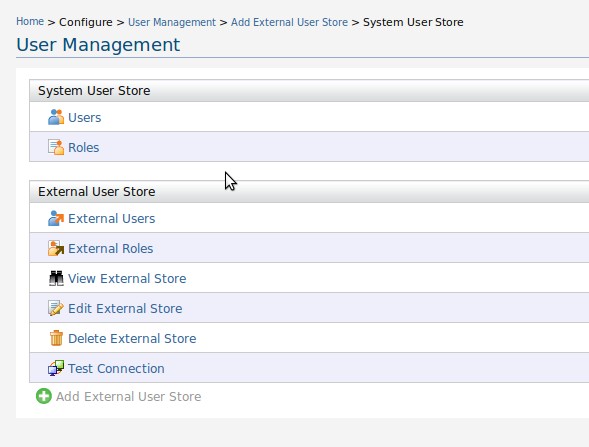 Home > Configure > User Management > Add External User Store > System User Store
User Management
System User Store
Users
Roles
External User Store
External Users
External Roles
View External Store
Edit External Store
Delete External Store
Test Connection
Add External User Store